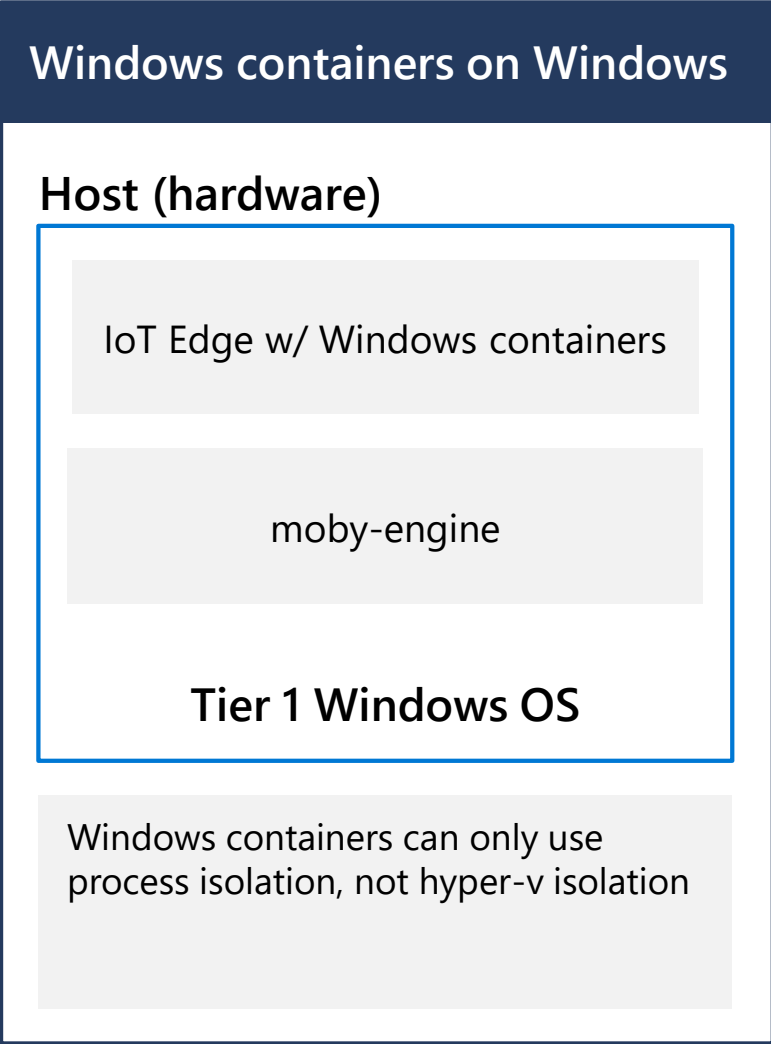 Windows containers on Windows
Host (hardware)
IoT Edge w/ Windows containers
moby-engine
Tier 1 Windows OS
Windows containers can only use
process isolation, not hyper-v isolation